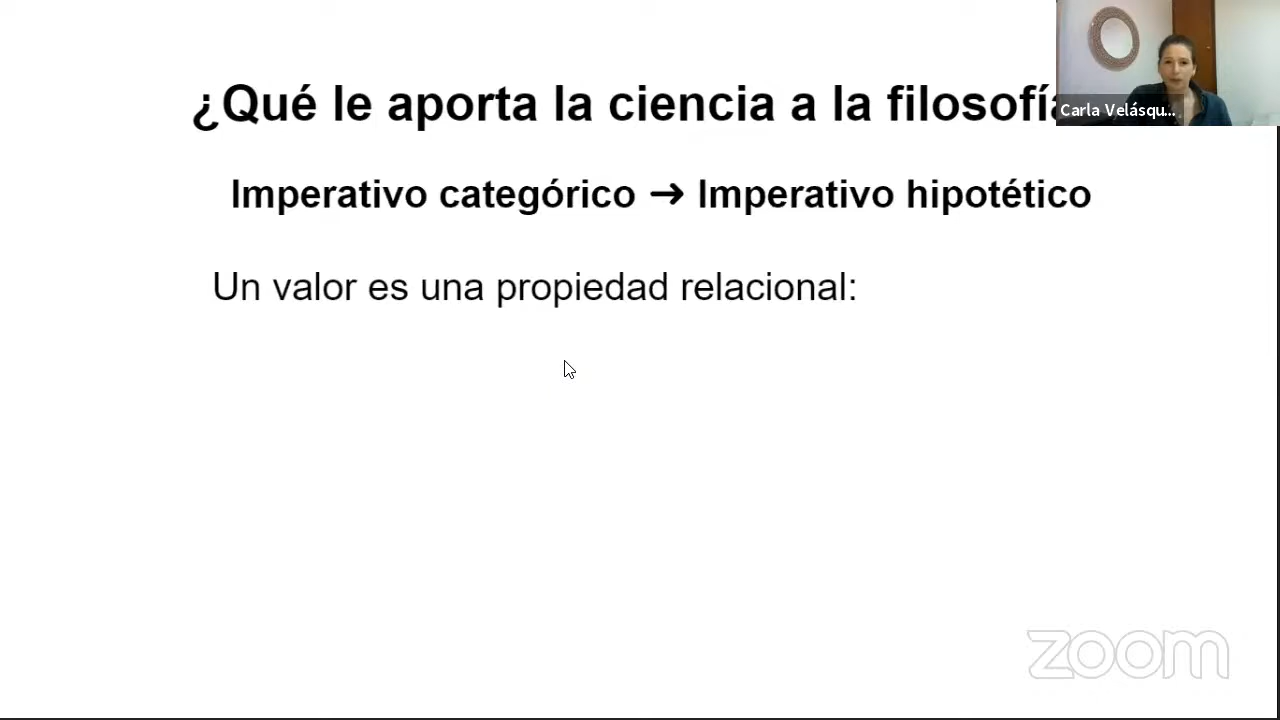 ¿Qué le aporta la ciencia a la filosofía
Carla Velásqu...
Imperativo categórico → Imperativo hipotético
Un valor es una propiedad relacional:
zoom